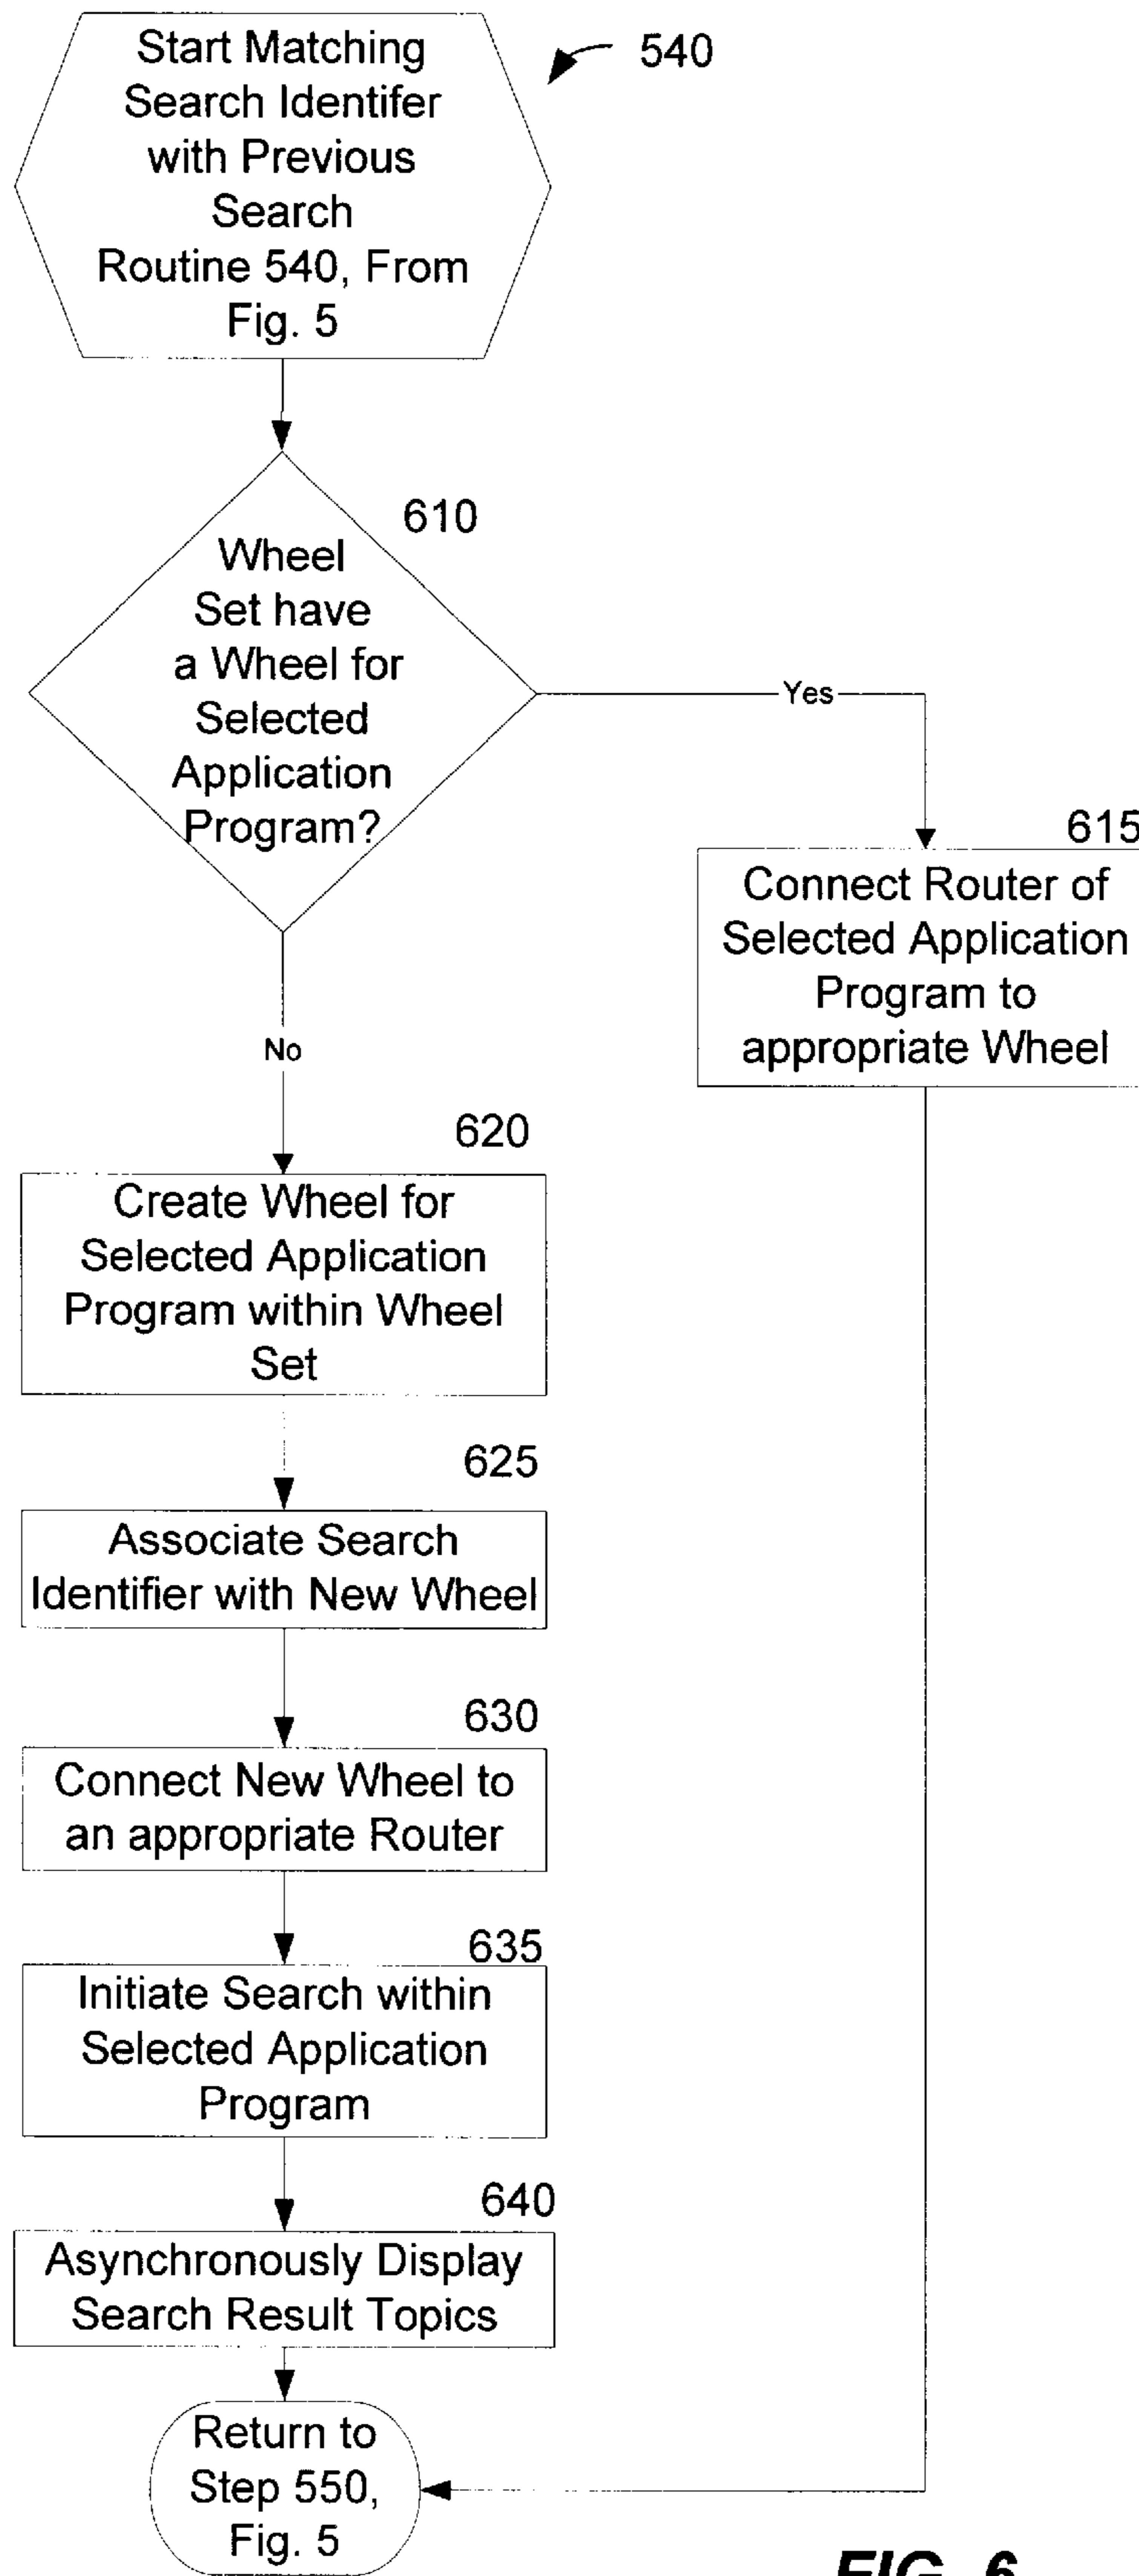 Start Matching
Search Identifer
with Previous
Search
Routine 540, From
Fig. 5
540
610
Wheel
Set have
a Wheel for
Selected
Application
Program?
Yes
615
Connect Router of
Selected Application
Program to
appropriate Wheel
No
620
Create Wheel for
Selected Application
Program within Wheel
Set
625
Associate Search
Identifier with New Wheel
630
Connect New Wheel to
an appropriate Router
635
Initiate Search within
Selected Application
Program
640
Asynchronously Display
Search Result Topics
Return to
Step 550,
Fig. 5
FIG. 6